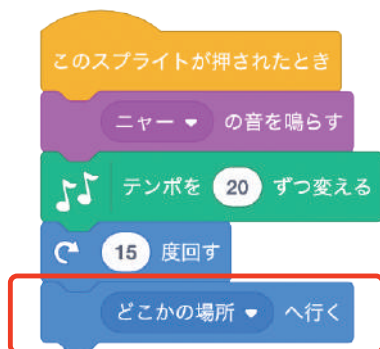 このスプライトが押されたとき
ニャー の音を鳴らす
テンポを 20 ずつ変える
15 度回す
どこかの場所 へ行く